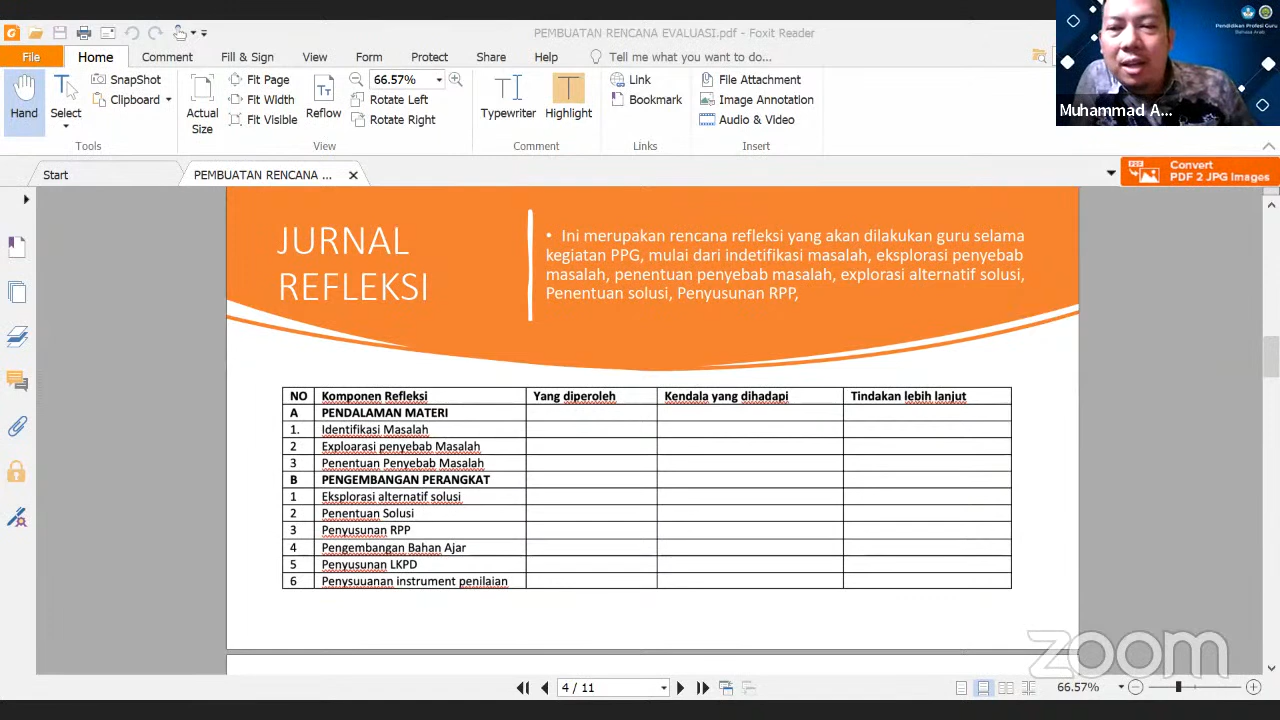 PEMBUATAN RENCANA EVALUASI.pdf - Foxit Reader
Pendidikan Profesi Guru
Bahasa Arab
Muhammad A...
File
Home
Comment
Fill & Sign
View
Form
Protect
Share
Help
Tell me what you want to do...
Hand
Select
SnapShot
Clipboard
Tools
Actual Size
Fit Page
Fit Width
Fit Visible
Reflow
66.57%
Rotate Left
Rotate Right
View
Typewriter
Highlight
Comment
Link
Bookmark
Links
File Attachment
Image Annotation
Audio & Video
Insert
Start
PEMBUATAN RENCANA ...
Convert
PDF 2 JPG Images
JURNAL
REFLEKSI
• Ini merupakan rencana refleksi yang akan dilakukan guru selama
kegiatan PPG, mulai dari indetifikasi masalah, eksplorasi penyebab
masalah, penentuan penyebab masalah, explorasi alternatif solusi,
Penentuan solusi, Penyusunan RPP,
NO Komponen Refleksi Yang diperoleh Kendala yang dihadapi Tindakan lebih lanjut
A PENDALAMAN MATERI
1. Identifikasi Masalah
2 Exploarasi penyebab Masalah
3 Penentuan Penyebab Masalah
B PENGEMBANGAN PERANGKAT
1 Eksplorasi alternatif solusi
2 Penentuan Solusi
3 Penyusunan RPP
4 Pengembangan Bahan Ajar
5 Penyusunan LKPD
6 Penysuuanan instrument penilaian
zoom
4 / 11
66.57%